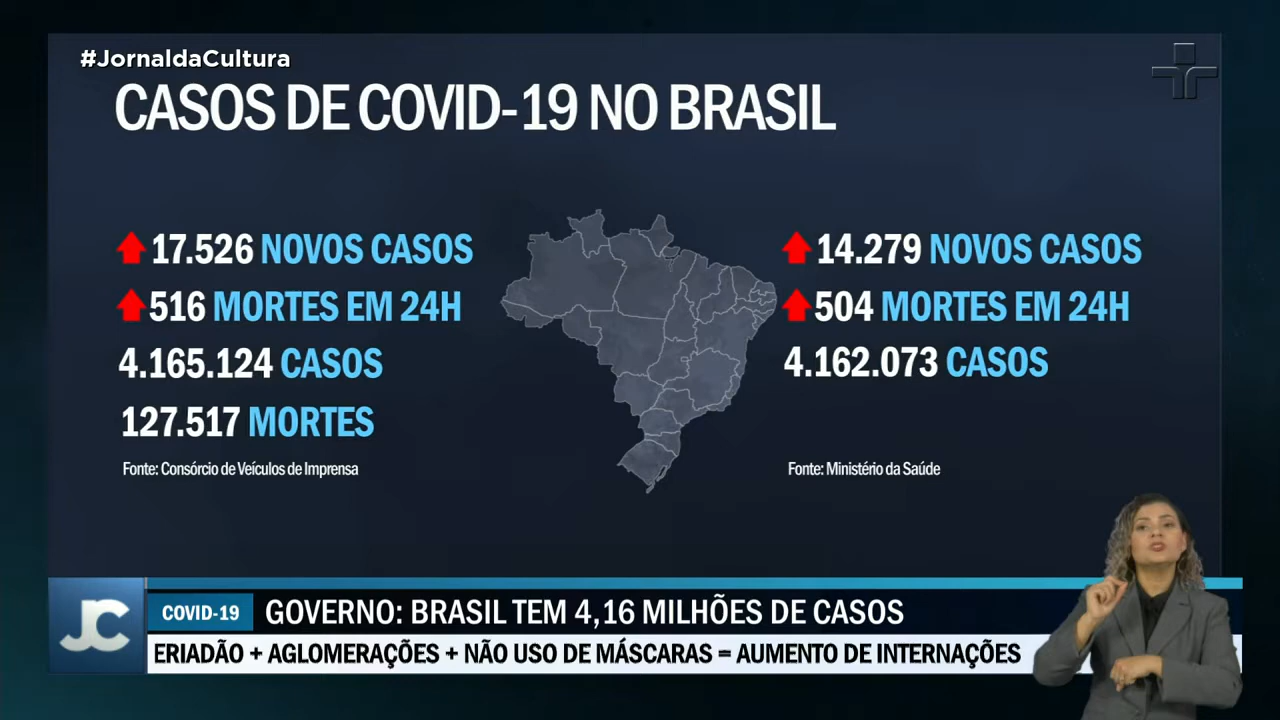 #JornaldaCultura
CASOS DE COVID-19 NO BRASIL
17.526 NOVOS CASOS
516 MORTES EM 24H
4.165.124 CASOS
127.517 MORTES
Fonte: Consórcio de Veículos de Imprensa
14.279 NOVOS CASOS
504 MORTES EM 24H
4.162.073 CASOS
Fonte: Ministério da Saúde
JC
COVID-19
GOVERNO: BRASIL TEM 4,16 MILHÕES DE CASOS
ERIADÃO + AGLOMERAÇÕES + NÃO USO DE MÁSCARAS = AUMENTO DE INTERNAÇÕES